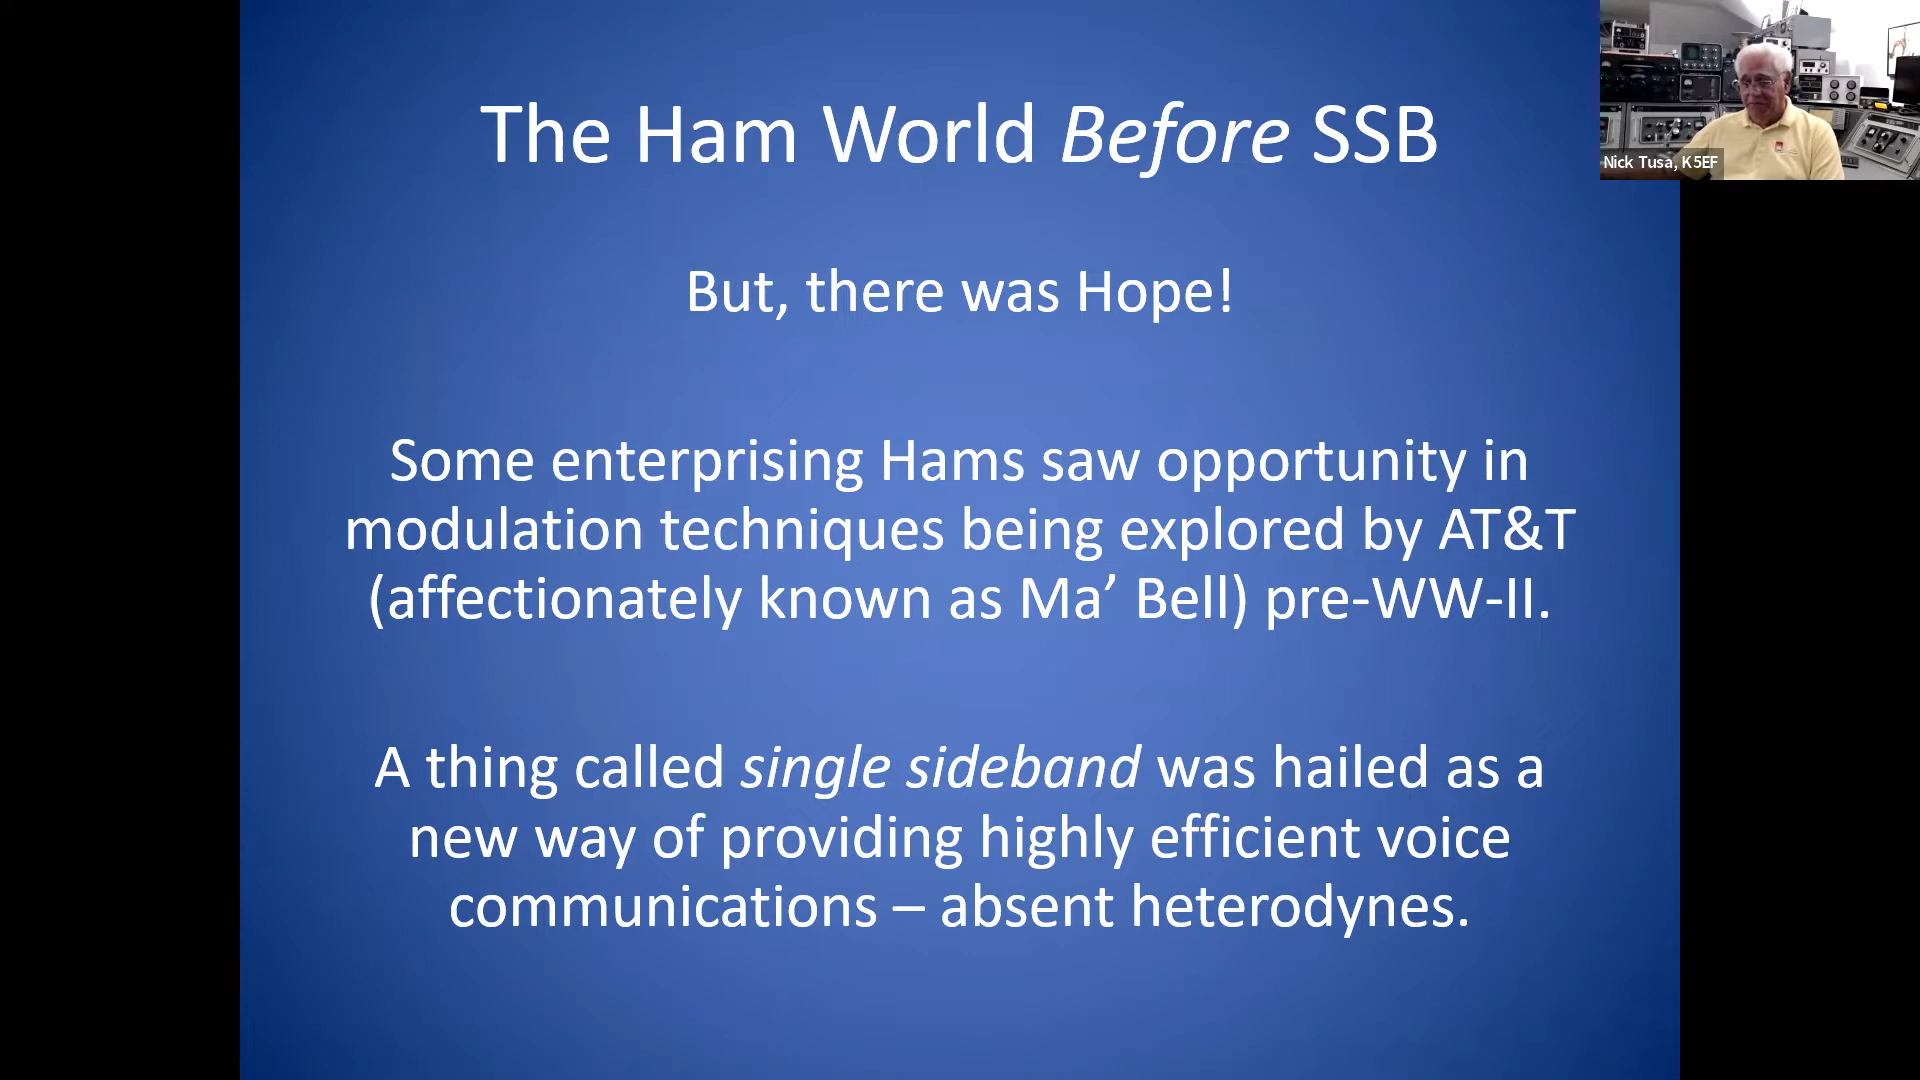 The Ham World Before SSB
But, there was Hope!
Some enterprising Hams saw opportunity in
modulation techniques being explored by AT&T
(affectionately known as Ma’ Bell) pre-WW-II.
A thing called single sideband was hailed as a
new way of providing highly efficient voice
communications – absent heterodynes.
Nick Tusa, K5EF